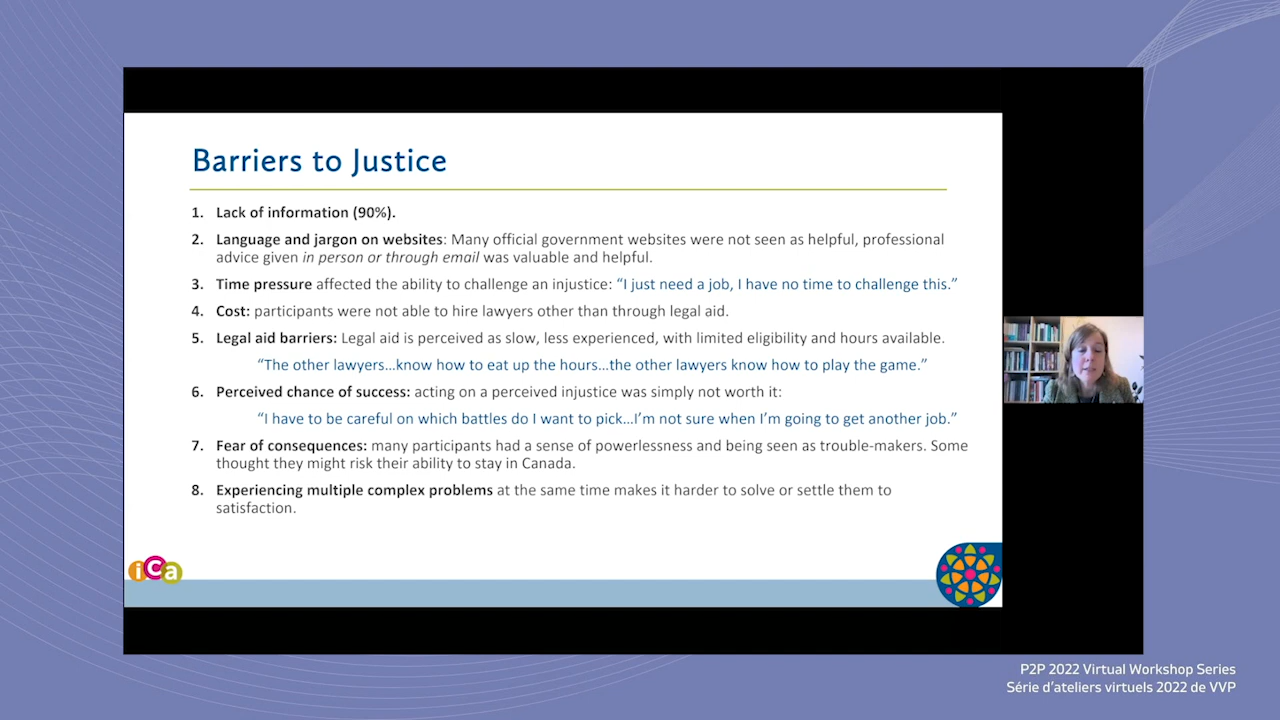 Barriers to Justice
1. Lack of information (90%).
2. Language and jargon on websites: Many official government websites were not seen as helpful, professional
advice given in person or through email was valuable and helpful.
3. Time pressure affected the ability to challenge an injustice: “I just need a job, I have no time to challenge this.”
4. Cost: participants were not able to hire lawyers other than through legal aid.
5. Legal aid barriers: Legal aid is perceived as slow, less experienced, with limited eligibility and hours available.
“The other lawyers...know how to eat up the hours...the other lawyers know how to play the game.”
6. Perceived chance of success: acting on a perceived injustice was simply not worth it:
“I have to be careful on which battles do I want to pick...I’m not sure when I’m going to get another job.”
7. Fear of consequences: many participants had a sense of powerlessness and being seen as trouble-makers. Some
thought they might risk their ability to stay in Canada.
8. Experiencing multiple complex problems at the same time makes it harder to solve or settle them to
satisfaction.
iCa
P2P 2022 Virtual Workshop Series
Série d’ateliers virtuels 2022 de VVP